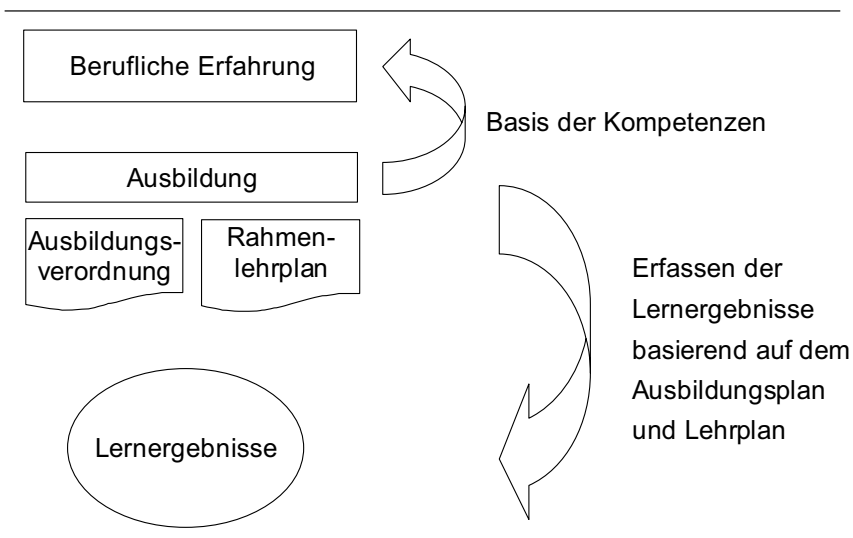 Berufliche Erfahrung
Basis der Kompetenzen
Ausbildung
Ausbildungs-
verordnung
Rahmen-
lehrplan
Erfassen der
Lernergebnisse
basierend auf dem
Ausbildungsplan
und Lehrplan
Lernergebnisse